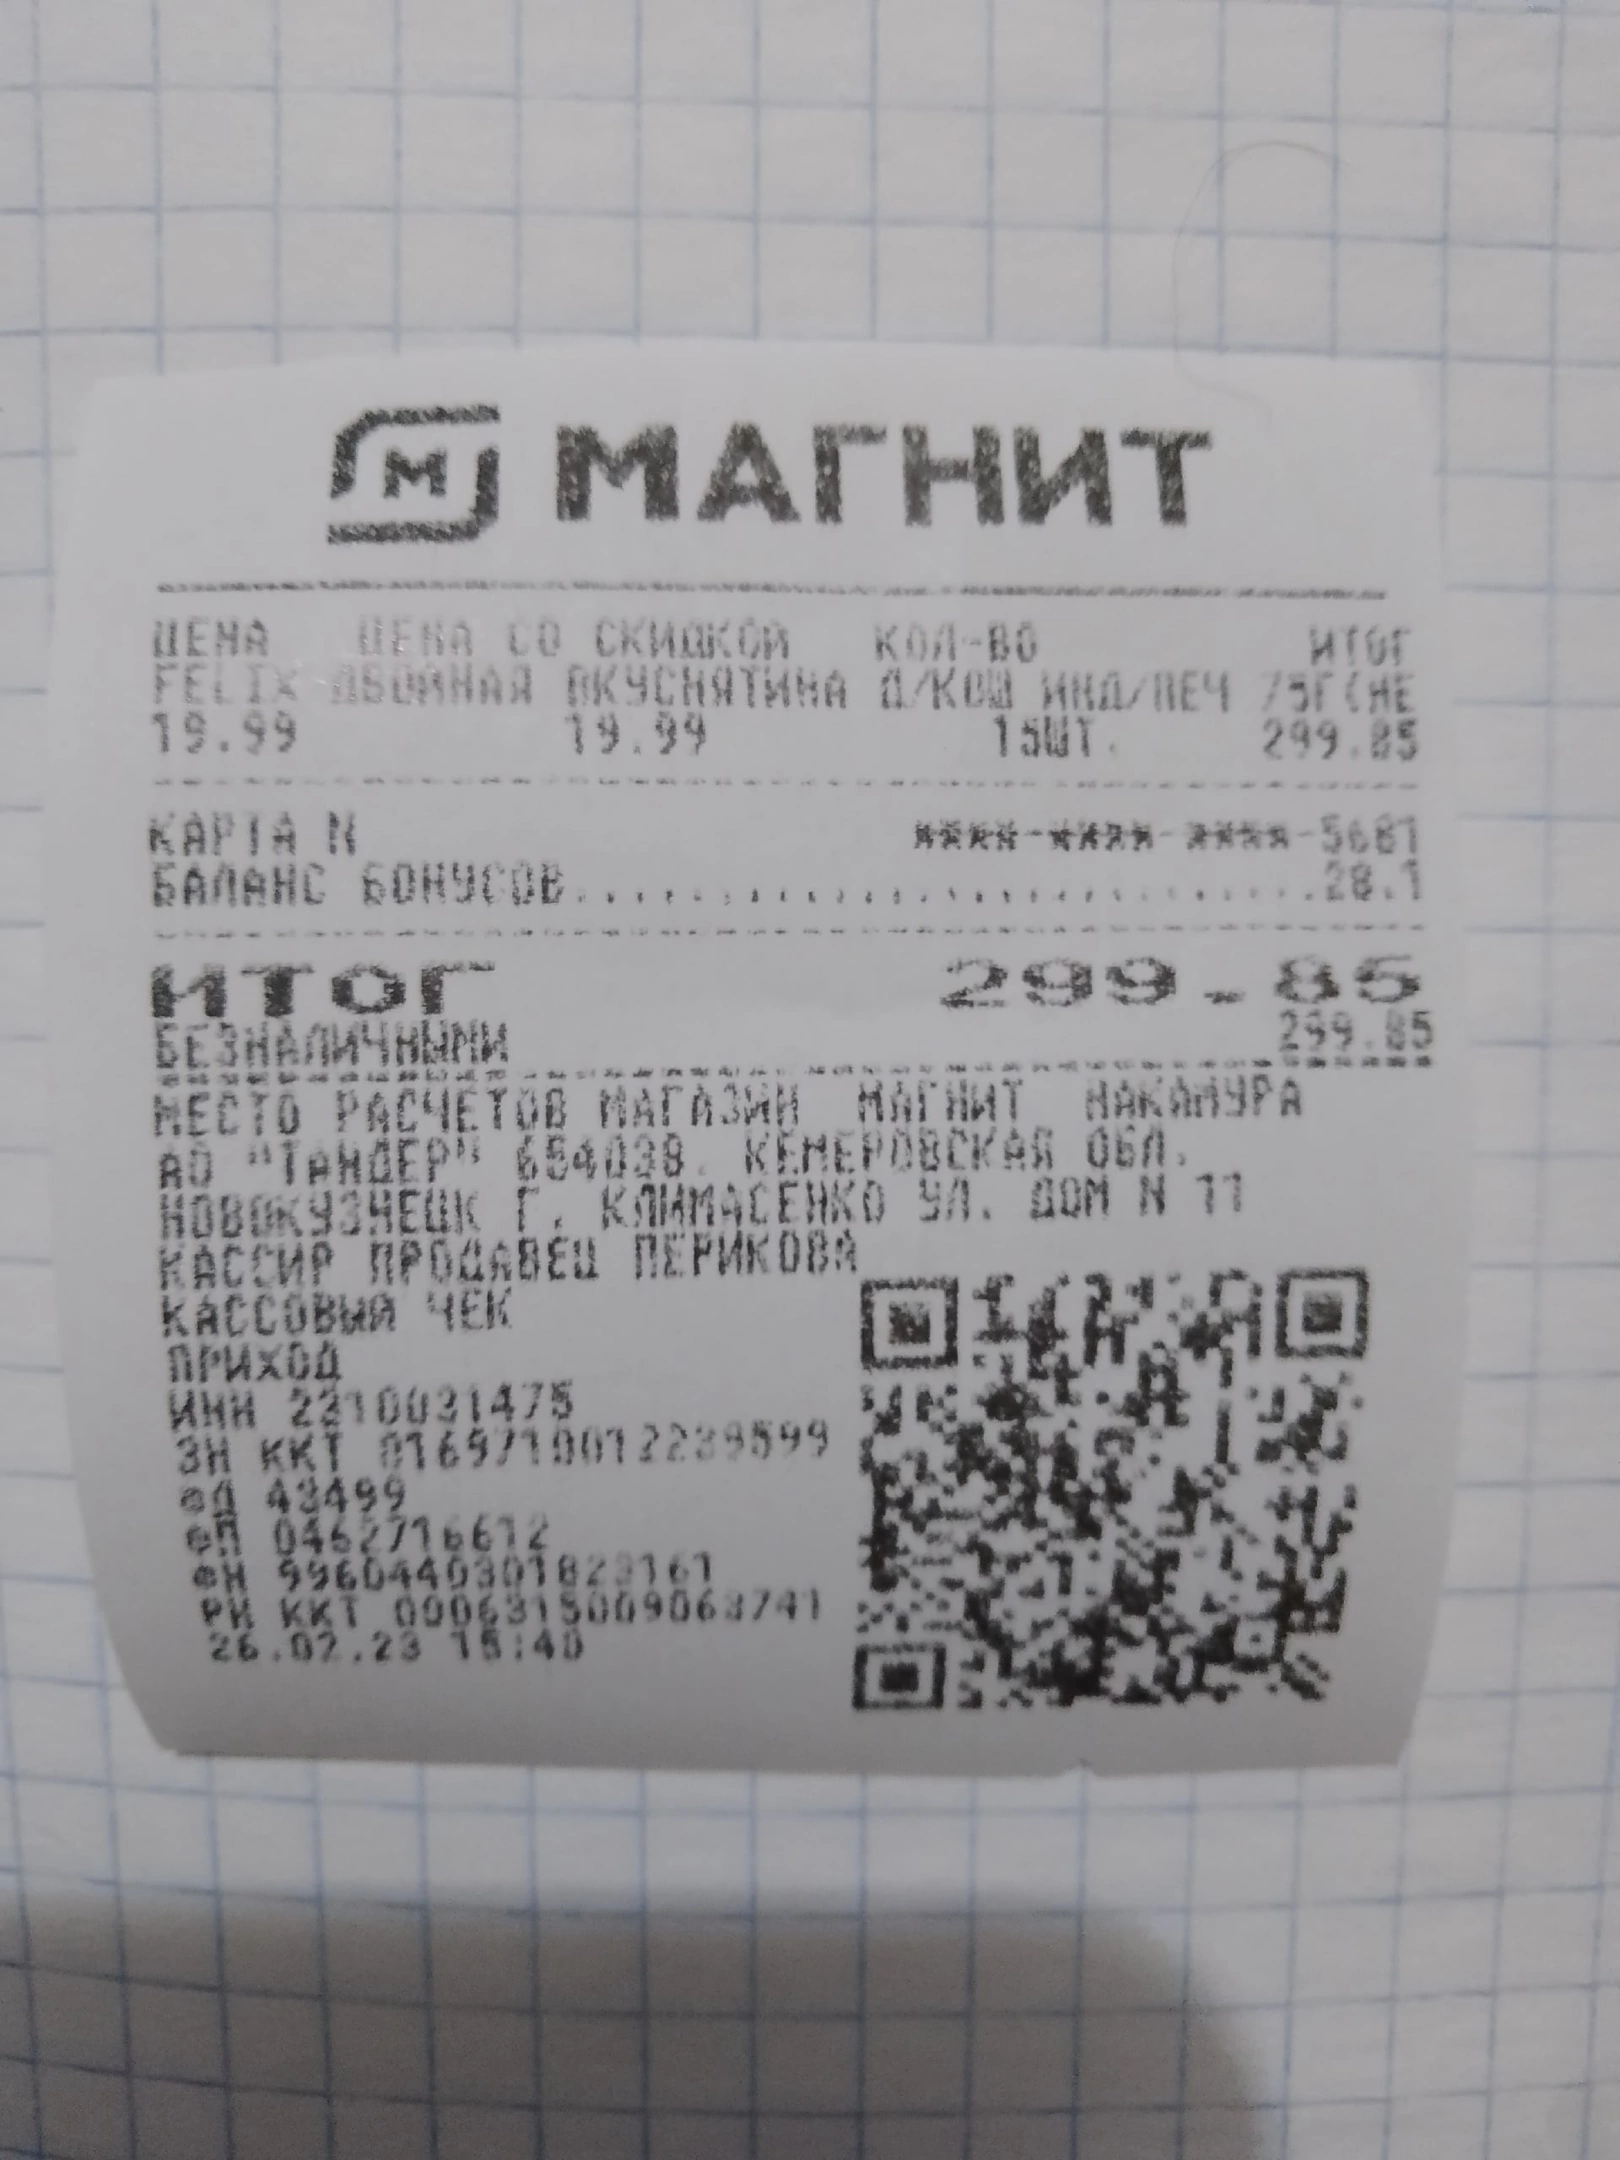 М МАГНИТ
ЦЕНА ЦЕНА СО СКИДКОЙ КОЛ-ВО ИТОГ
FELIX ДВОЙНАЯ ВКУСНЯТИНА Д/КОШ ИНД/ПЕЧ 75Г(НЕ
19.99 19.99 15ШТ. 299.85
КАРТА N ****-****-****-5681
БАЛАНС БОНУСОВ..........................28.1
ИТОГ 299.85
БЕЗНАЛИЧНЫМИ 299.85
МЕСТО РАСЧЕТОВ МАГАЗИН МАГНИТ НАКАМУРА
АО "ТАНДЕР" 654038, КЕМЕРОВСКАЯ ОБЛ,
НОВОКУЗНЕЦК Г, КЛИМАСЕНКО УЛ, ДОМ N 11
КАССИР ПРОДАВЕЦ ПЕРИКОВА
КАССОВЫЙ ЧЕК
ПРИХОД
ИНН 2310031475
ЗН ККТ
ФД 43499
ФП 0462716612
ФН 9960440301823161
РН ККТ 0006315009063741
26.02.23 15:40